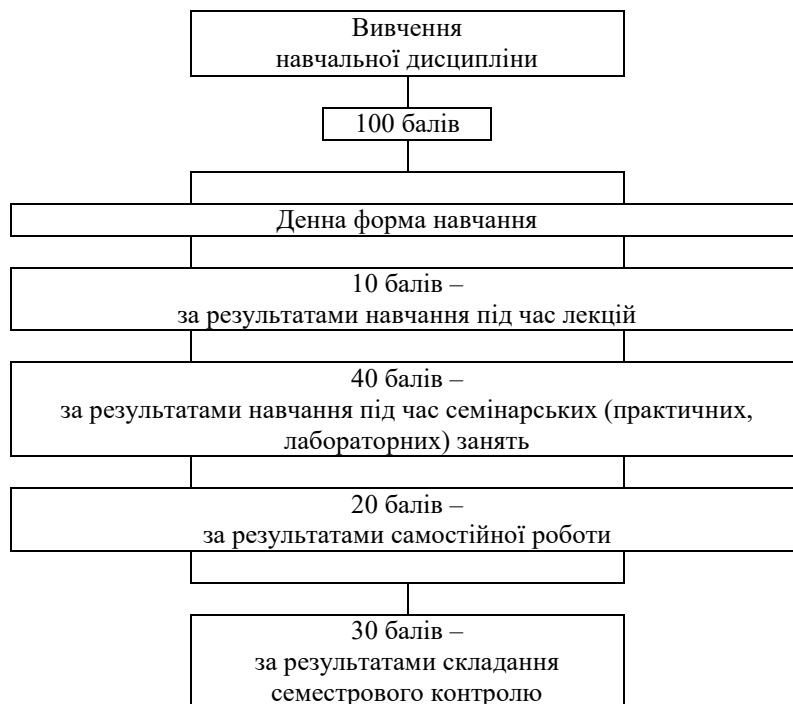 Вивчення
навчальної дисципліни
100 балів
Денна форма навчання
10 балів –
за результатами навчання під час лекцій
40 балів –
за результатами навчання під час семінарських (практичних,
лабораторних) занять
20 балів –
за результатами самостійної роботи
30 балів –
за результатами складання
семестрового контролю